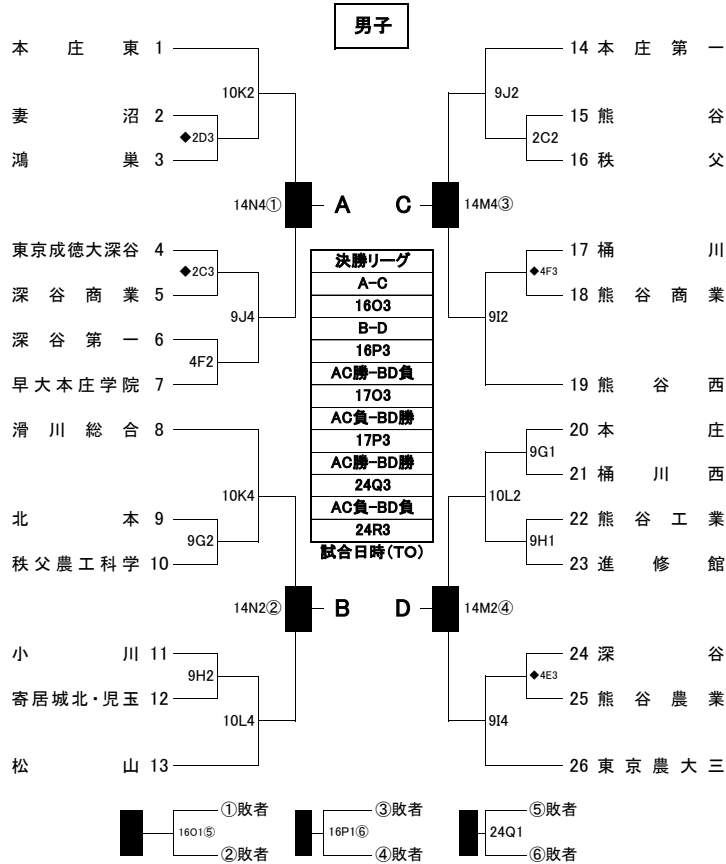 男子
本庄東 1
10K2
妻沼 2
◆2D3
鴻巣 3
14N4① A
東京成徳大深谷 4
◆2C3
深谷商業 5
9J4
深谷第一 6
4F2
早大本庄学院 7
滑川総合 8
10K4
北本 9
9G2
秩父農工科学 10
14N2② B
小川 11
9H2
寄居城北・児玉 12
10L4
松山 13
14 本庄第一
9J2
15 熊谷
2C2
16 秩父
C 14M4③
17 桶川
◆4F3
18 熊谷商業
9I2
19 熊谷西
20 本庄
9G1
21 桶川西
10L2
22 熊谷工業
9H1
23 進修館
D 14M2④
24 深谷
◆4E3
25 熊谷農業
9I4
26 東京農大三
決勝リーグ
A-C
16O3
B-D
16P3
AC勝-BD負
17O3
AC負-BD勝
17P3
AC勝-BD勝
24Q3
AC負-BD負
24R3
試合日時(TO)
①敗者
16O1⑤
②敗者
③敗者
16P1⑥
④敗者
⑤敗者
24Q1
⑥敗者